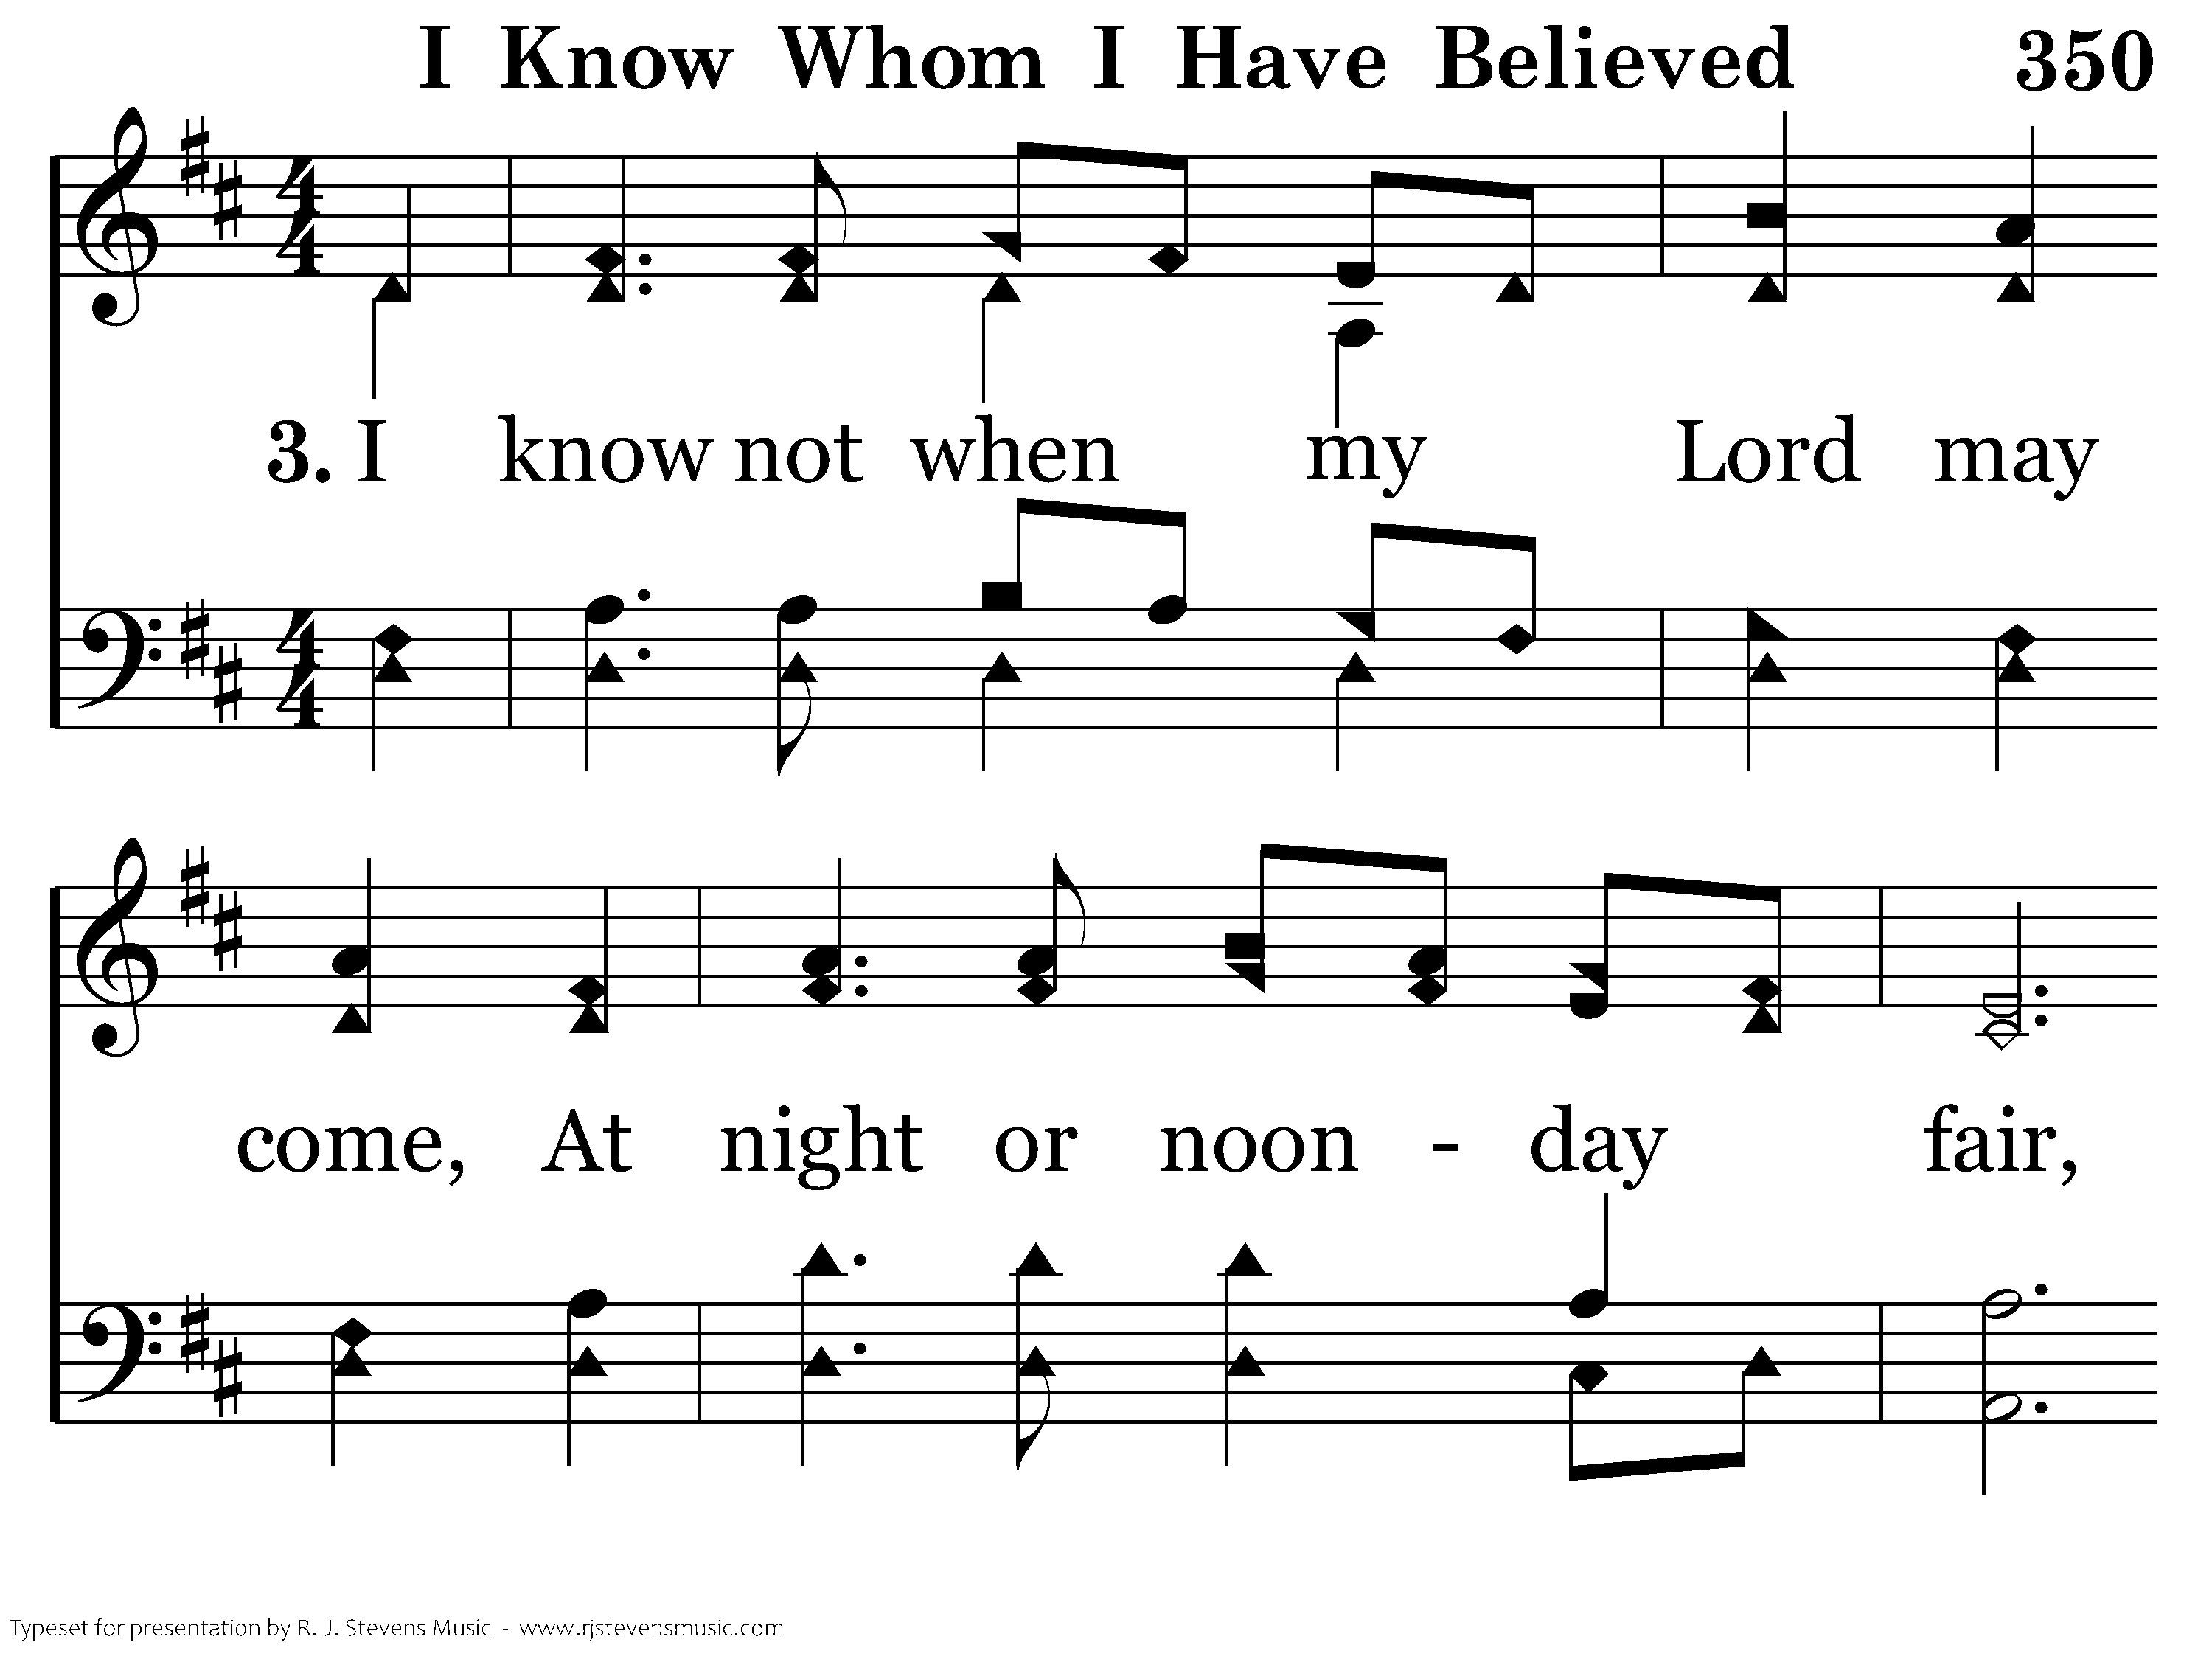 I Know Whom I Have Believed 350
3. I know not when my Lord may
come, At night or noon - day fair,
Typeset for presentation by R. J. Stevens Music - www.rjstevensmusic.com